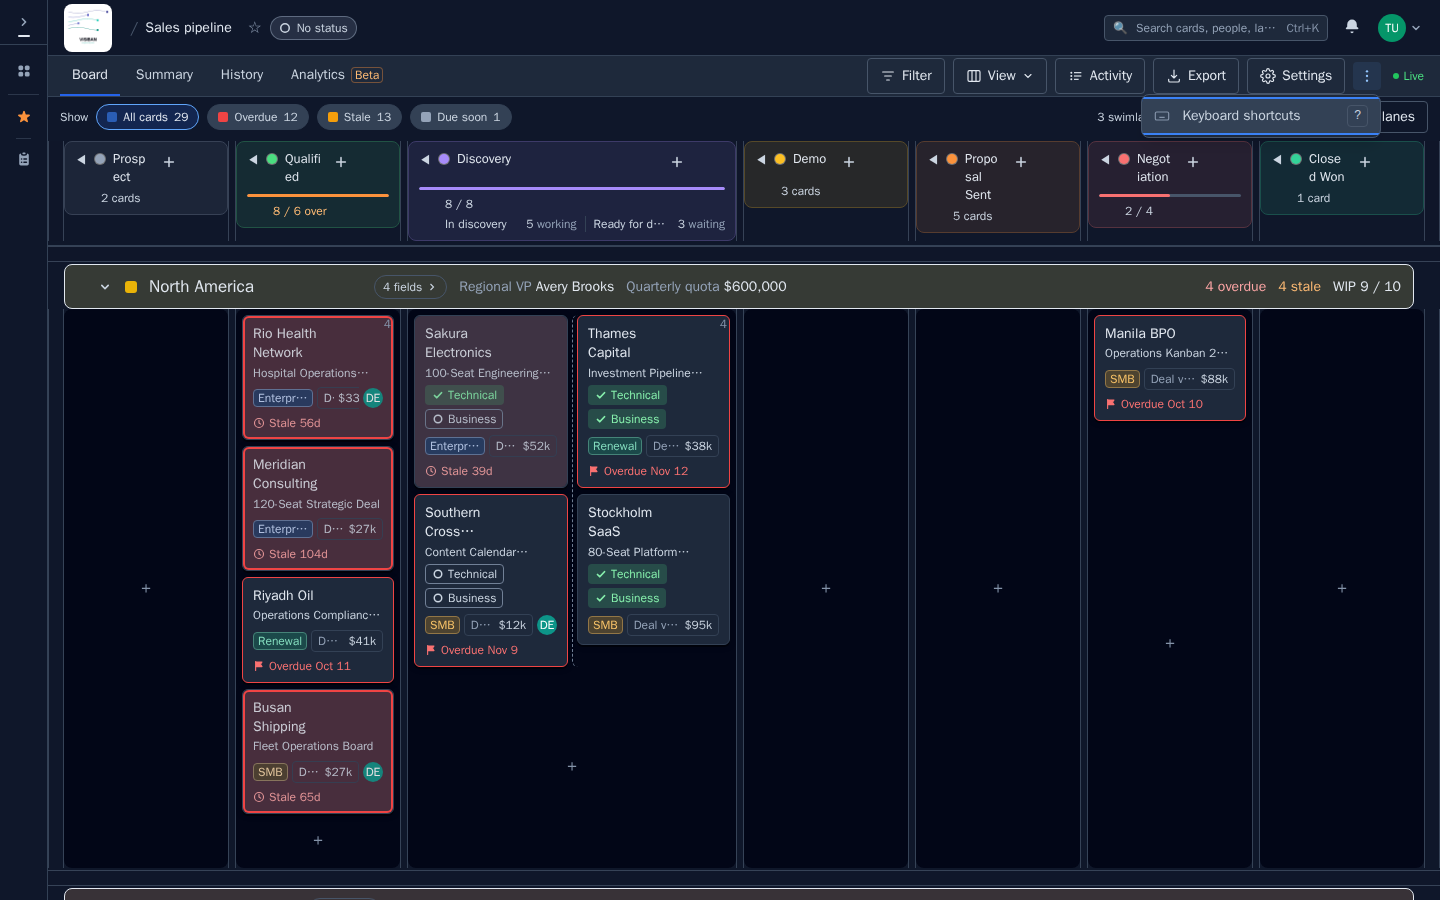 VISBAN
/ Sales pipeline ☆ No status
Search cards, people, la··· Ctrl+K
TU
Board Summary History Analytics Beta
Filter View Activity Export Settings Live
Show All cards 29 Overdue 12 Stale 13 Due soon 1
3 swimla
lanes
Keyboard shortcuts ?
Prosp
ect
2 cards
Qualifi
ed
8 / 6 over
Discovery
8 / 8
In discovery 5 working Ready for d··· 3 waiting
Demo
3 cards
Propo
sal
Sent
5 cards
Negot
iation
2 / 4
Close
d Won
1 card
North America 4 fields Regional VP Avery Brooks Quarterly quota $600,000 4 overdue 4 stale WIP 9 / 10
4
Rio Health
Network
Hospital Operations···
Enterpr··· D· $33 DE
Stale 56d
Meridian
Consulting
120-Seat Strategic Deal
Enterpr··· D··· $27k
Stale 104d
Riyadh Oil
Operations Complianc···
Renewal D··· $41k
Overdue Oct 11
Busan
Shipping
Fleet Operations Board
SMB D··· $27k DE
Stale 65d
Sakura
Electronics
100-Seat Engineering···
Technical
Business
Enterpr··· D··· $52k
Stale 39d
Southern
Cross···
Content Calendar···
Technical
Business
SMB D··· $12k DE
Overdue Nov 9
4
Thames
Capital
Investment Pipeline···
Technical
Business
Renewal De··· $38k
Overdue Nov 12
Stockholm
SaaS
80-Seat Platform···
Technical
Business
SMB Deal v··· $95k
Manila BPO
Operations Kanban 2···
SMB Deal v··· $88k
Overdue Oct 10